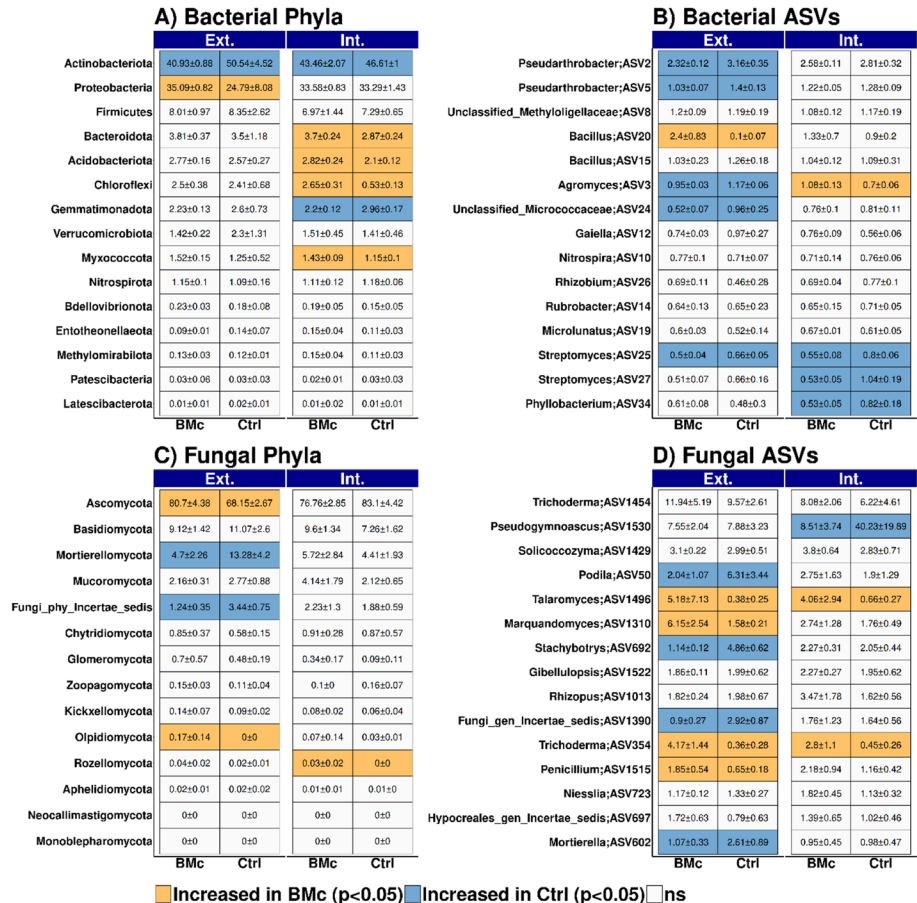 A) Bacterial Phyla
Ext. Int.
Actinobacteriota 40.93±0.88 50.54±4.52 43.46±2.07 46.61±1
Proteobacteria 35.09±0.82 24.79±8.08 33.58±0.83 33.29±1.43
Firmicutes 8.01±0.97 8.35±2.62 6.97±1.44 7.29±0.65
Bacteroidota 3.81±0.37 3.5±1.18 3.7±0.24 2.87±0.24
Acidobacteriota 2.77±0.16 2.57±0.27 2.82±0.24 2.1±0.12
Chloroflexi 2.5±0.38 2.41±0.68 2.65±0.31 0.53±0.13
Gemmatimonadota 2.23±0.13 2.6±0.73 2.2±0.12 2.96±0.17
Verrucomicrobiota 1.42±0.22 2.3±1.31 1.51±0.45 1.41±0.46
Myxococcota 1.52±0.15 1.25±0.52 1.43±0.09 1.15±0.1
Nitrospirota 1.15±0.1 1.09±0.16 1.11±0.12 1.18±0.06
Bdellovibrionota 0.23±0.03 0.18±0.08 0.19±0.05 0.15±0.05
Entotheonellaeota 0.09±0.01 0.14±0.07 0.15±0.04 0.11±0.03
Methylomirabilota 0.13±0.03 0.12±0.01 0.15±0.04 0.11±0.03
Patescibacteria 0.03±0.06 0.03±0.03 0.02±0.01 0.03±0.03
Latescibacterota 0.01±0.01 0.02±0.01 0.01±0.01 0.01±0.01
BMc Ctrl BMc Ctrl
B) Bacterial ASVs
Ext. Int.
Pseudarthrobacter;ASV2 2.32±0.12 3.16±0.35 2.58±0.11 2.81±0.32
Pseudarthrobacter;ASV5 1.03±0.07 1.4±0.13 1.22±0.05 1.28±0.09
Unclassified_Methyloligellaceae;ASV8 1.2±0.09 1.19±0.19 1.08±0.12 1.17±0.19
Bacillus;ASV20 2.4±0.83 0.1±0.07 1.33±0.7 0.9±0.2
Bacillus;ASV15 1.03±0.23 1.26±0.18 1.04±0.12 1.09±0.31
Agromyces;ASV3 0.95±0.03 1.17±0.06 1.08±0.13 0.7±0.06
Unclassified_Micrococcaceae;ASV24 0.52±0.07 0.96±0.25 0.76±0.1 0.81±0.11
Gaiella;ASV12 0.74±0.03 0.97±0.27 0.76±0.09 0.56±0.06
Nitrospira;ASV10 0.77±0.1 0.71±0.07 0.71±0.14 0.76±0.06
Rhizobium;ASV26 0.69±0.11 0.46±0.28 0.69±0.04 0.77±0.1
Rubrobacter;ASV14 0.64±0.13 0.65±0.23 0.65±0.15 0.71±0.05
Microlunatus;ASV19 0.6±0.03 0.52±0.14 0.67±0.01 0.61±0.05
Streptomyces;ASV25 0.5±0.04 0.66±0.05 0.55±0.08 0.8±0.06
Streptomyces;ASV27 0.51±0.07 0.66±0.16 0.53±0.05 1.04±0.19
Phyllobacterium;ASV34 0.61±0.08 0.48±0.3 0.53±0.05 0.82±0.18
BMc Ctrl BMc Ctrl
C) Fungal Phyla
Ext. Int.
Ascomycota 80.7±4.38 68.15±2.67 76.76±2.85 83.1±4.42
Basidiomycota 9.12±1.42 11.07±2.6 9.6±1.34 7.26±1.62
Mortierellomycota 4.7±2.26 13.28±4.2 5.72±2.84 4.41±1.93
Mucoromycota 2.16±0.31 2.77±0.88 4.14±1.79 2.12±0.65
Fungi_phy_Incertae_sedis 1.24±0.35 3.44±0.75 2.23±1.3 1.88±0.59
Chytridiomycota 0.85±0.37 0.58±0.15 0.91±0.28 0.87±0.57
Glomeromycota 0.7±0.57 0.48±0.19 0.34±0.17 0.09±0.11
Zoopagomycota 0.15±0.03 0.11±0.04 0.1±0 0.16±0.07
Kickxellomycota 0.14±0.07 0.09±0.02 0.08±0.02 0.06±0.04
Olpidiomycota 0.17±0.14 0±0 0.07±0.14 0.03±0.01
Rozellomycota 0.04±0.02 0.02±0.01 0.03±0.02 0±0
Aphelidiomycota 0.02±0.01 0.02±0.02 0.01±0.01 0.01±0
Neocallimastigomycota 0±0 0±0 0±0 0±0
Monoblepharomycota 0±0 0±0 0±0 0±0
BMc Ctrl BMc Ctrl
D) Fungal ASVs
Ext. Int.
Trichoderma;ASV1454 11.94±5.19 9.57±2.61 8.08±2.06 6.22±4.61
Pseudogymnoascus;ASV1530 7.55±2.04 7.88±3.23 8.51±3.74 40.23±19.89
Solicoccozyma;ASV1429 3.1±0.22 2.99±0.51 3.8±0.64 2.83±0.71
Podila;ASV50 2.04±1.07 6.31±3.44 2.75±1.63 1.9±1.29
Talaromyces;ASV1496 5.18±7.13 0.38±0.25 4.06±2.94 0.66±0.27
Marquandomyces;ASV1310 6.15±2.54 1.58±0.21 2.74±1.28 1.76±0.49
Stachybotrys;ASV692 1.14±0.12 4.86±0.62 2.27±0.31 2.05±0.44
Gibellulopsis;ASV1522 1.86±0.11 1.99±0.62 2.27±0.27 1.95±0.62
Rhizopus;ASV1013 1.82±0.24 1.98±0.67 3.47±1.78 1.62±0.56
Fungi_gen_Incertae_sedis;ASV1390 0.9±0.27 2.92±0.87 1.76±1.23 1.64±0.56
Trichoderma;ASV354 4.17±1.44 0.36±0.28 2.8±1.1 0.45±0.26
Penicillium;ASV1515 1.85±0.54 0.65±0.18 2.18±0.94 1.16±0.42
Niesslia;ASV723 1.17±0.12 1.33±0.27 1.82±0.45 1.13±0.32
Hypocreales_gen_Incertae_sedis;ASV697 1.72±0.63 0.79±0.63 1.39±0.65 1.02±0.46
Mortierella;ASV602 1.07±0.33 2.61±0.89 0.95±0.45 0.98±0.47
BMc Ctrl BMc Ctrl
Increased in BMc (p<0.05) Increased in Ctrl (p<0.05) ns